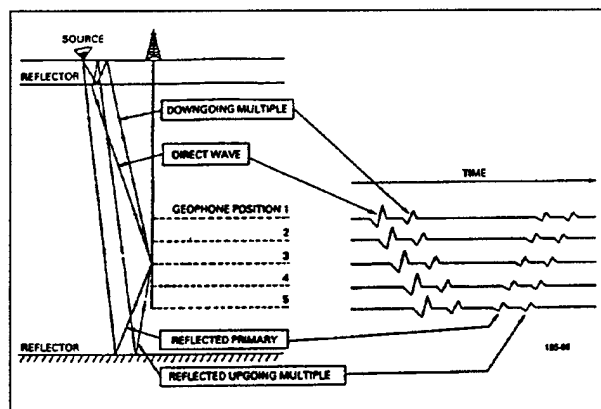 SOURCE
REFLECTOR
DOWNGOING MULTIPLE
DIRECT WAVE
TIME
GEOPHONE POSITION 1
2
3
4
5
REFLECTED PRIMARY
REFLECTOR
REFLECTED UPGOING MULTIPLE